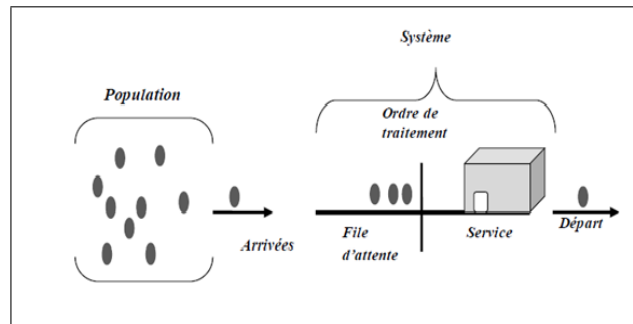 Système
Population
Ordre de
traitement
Arrivées
File
d'attente
Service
Départ